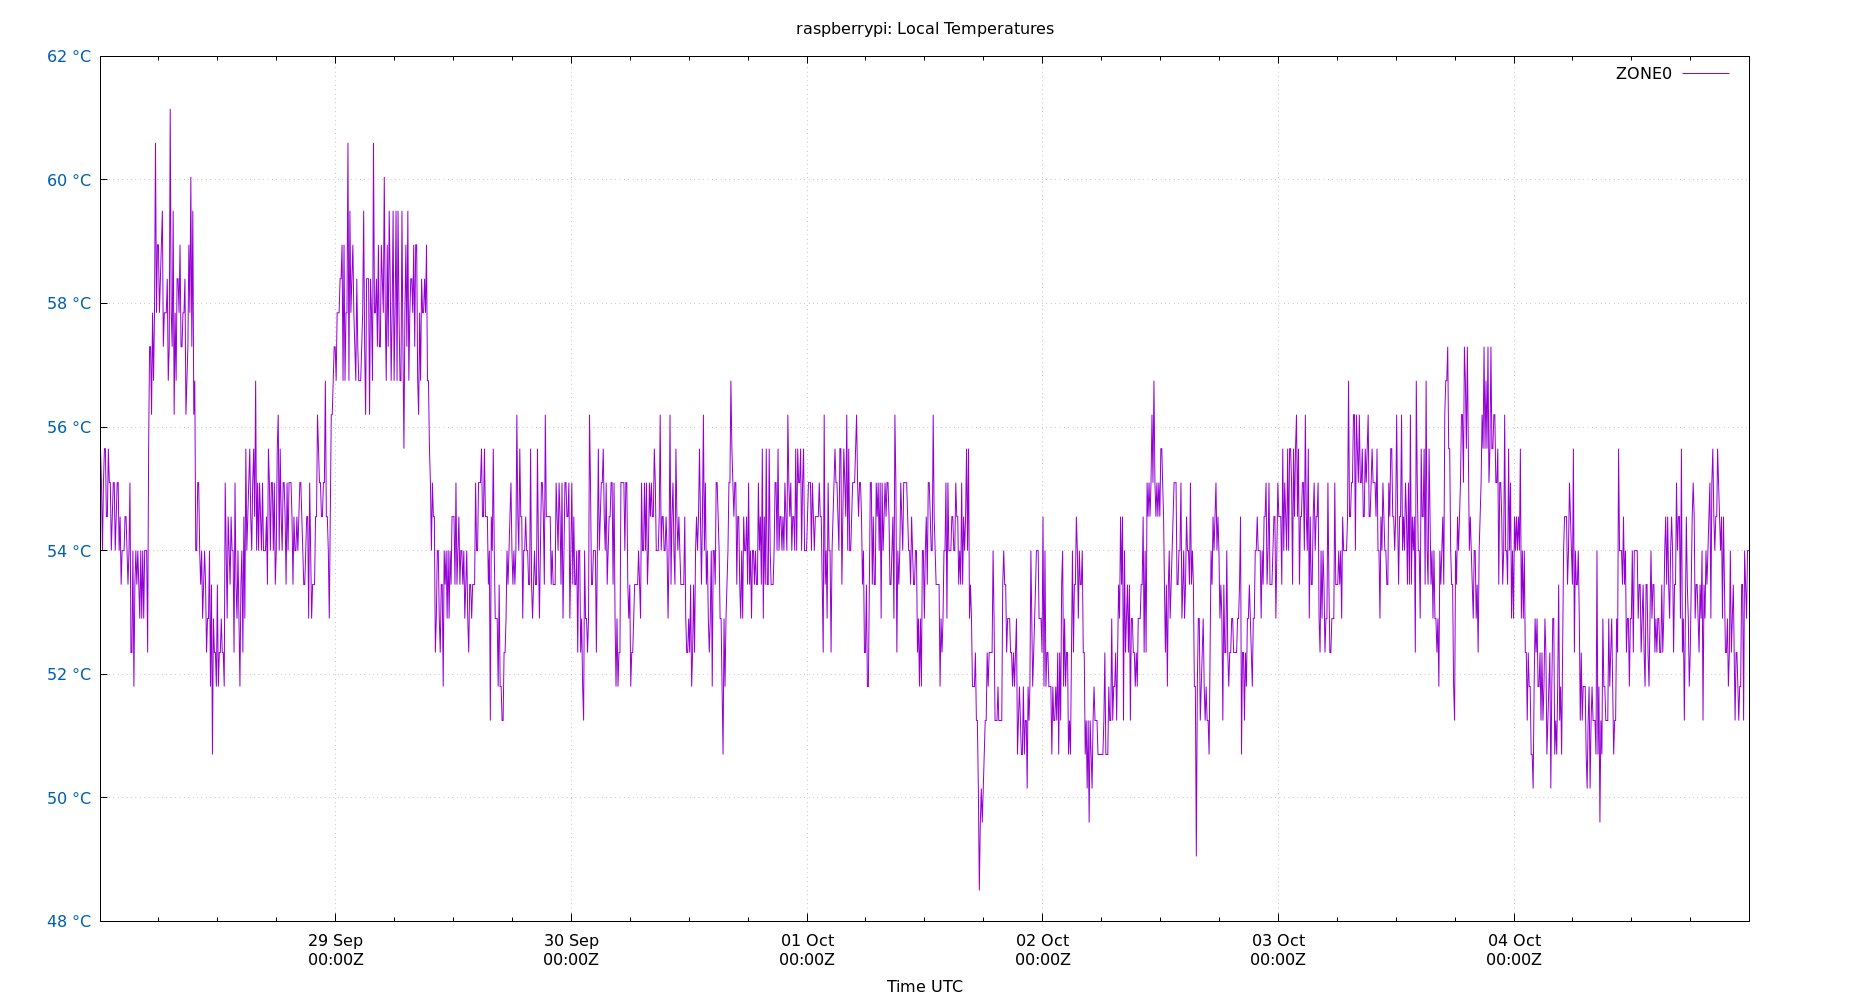 raspberrypi: Local Temperatures
62 °C
ZONE0
60 °C
58 °C
56 °C
54 °C
52 °C
50 °C
48 °C
29 Sep 30 Sep 01 Oct 02 Oct 03 Oct 04 Oct
00:00Z 00:00Z 00:00Z 00:00Z 00:00Z 00:00Z
Time UTC